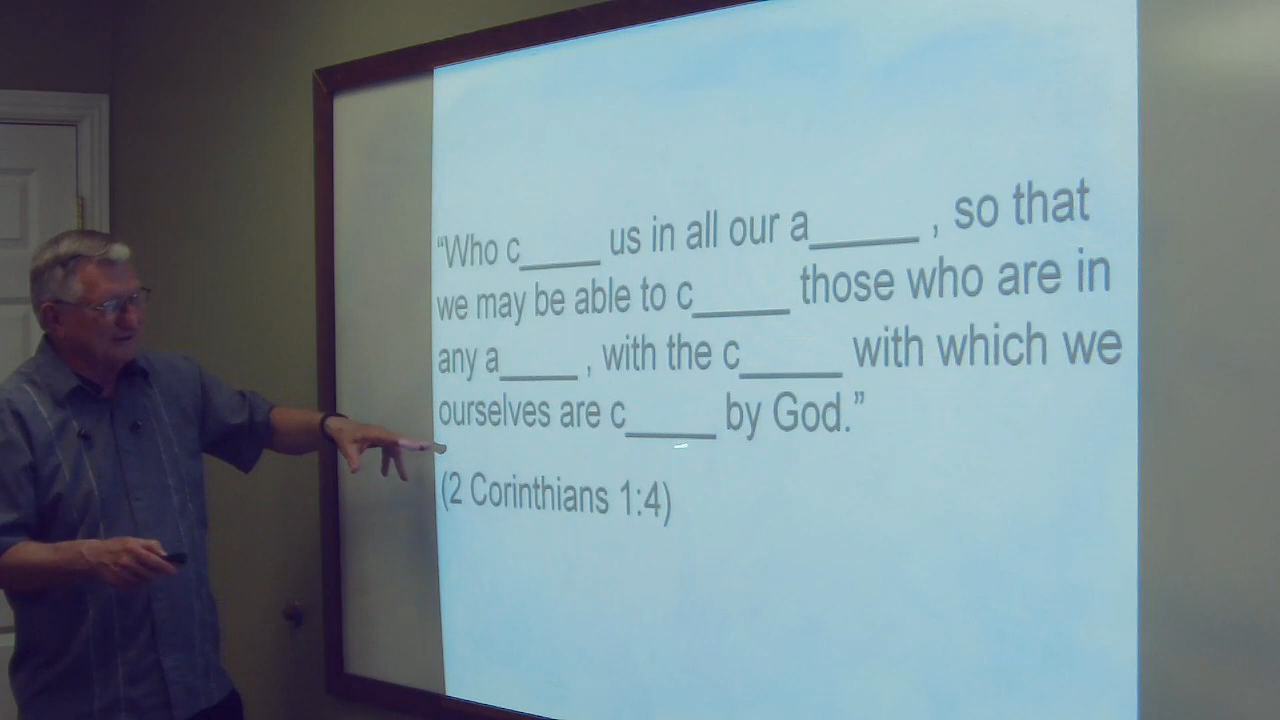 “Who c_____ us in all our a______ , so that
we may be able to c_____ those who are in
any a_____ , with the c_____ with which we
ourselves are c_____ by God.”
(2 Corinthians 1:4)